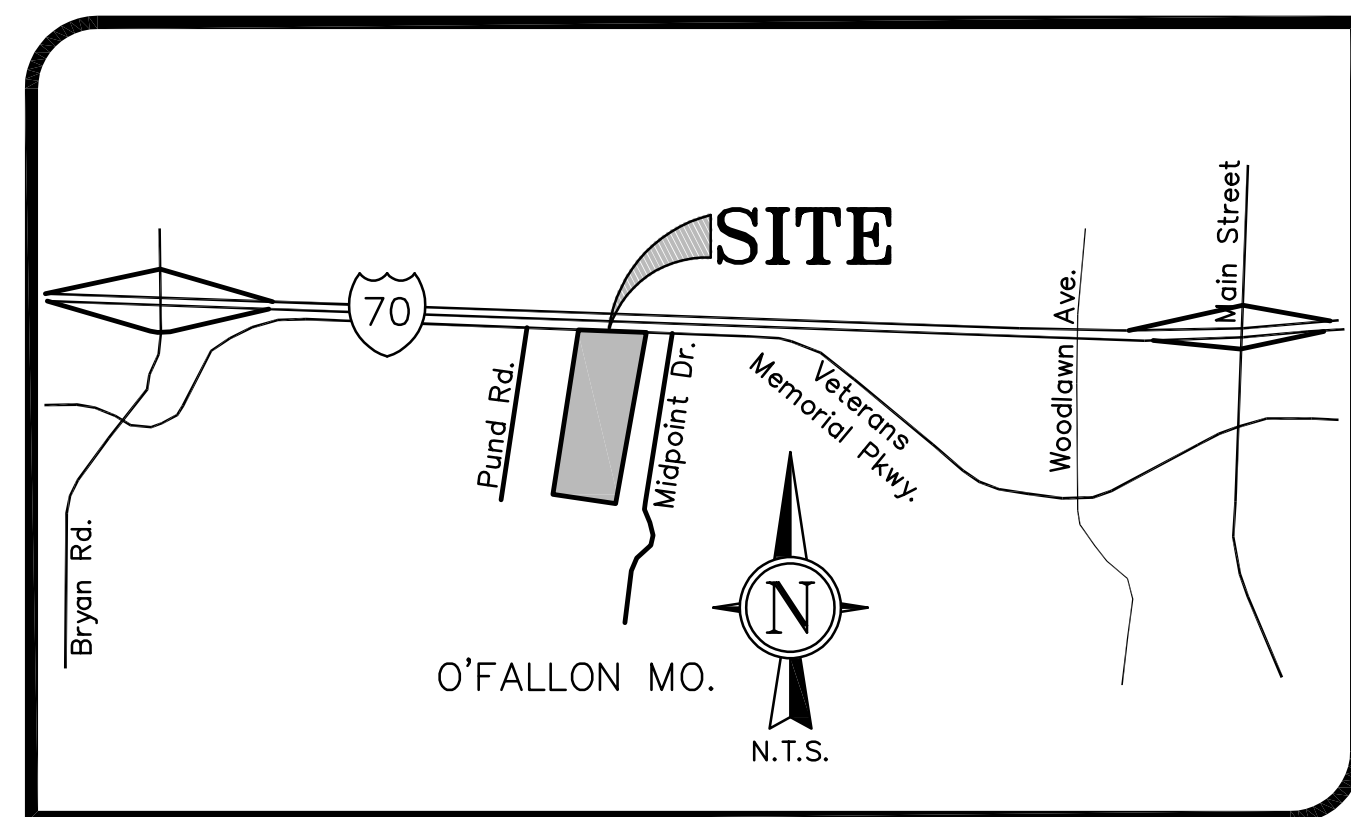 SITE
70
Main Street
Woodlawn Ave.
Pund Rd.
Midpoint Dr.
Veterans
Memorial Pkwy.
Bryan Rd.
N
O'FALLON MO.
N.T.S.